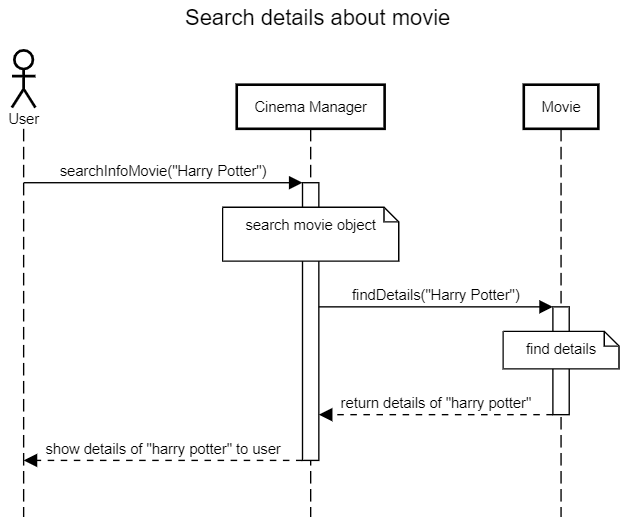 Search details about movie
User
Cinema Manager
Movie
searchInfoMovie("Harry Potter")
search movie object
findDetails("Harry Potter")
find details
return details of "harry potter"
show details of "harry potter" to user